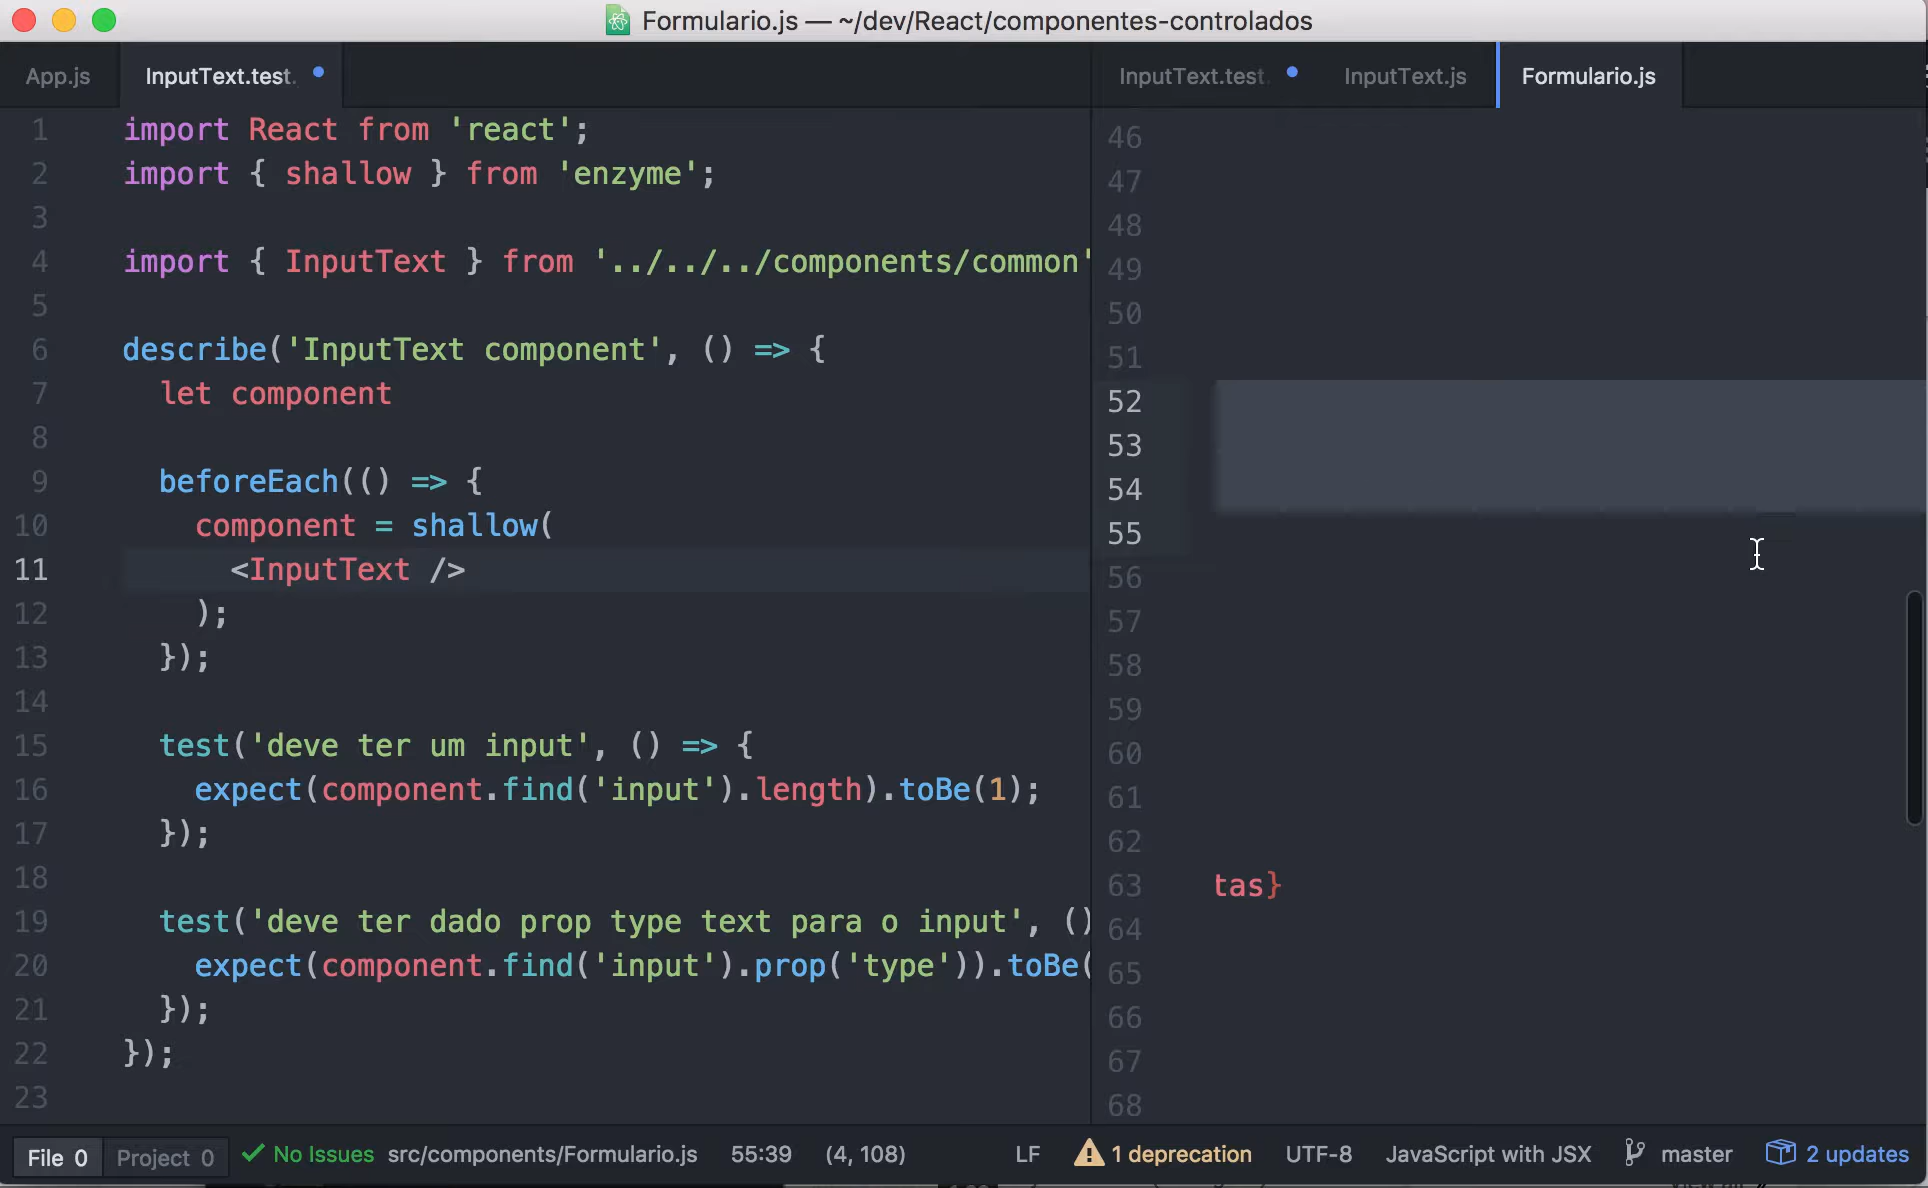 Formulario.js — ~/dev/React/componentes-controlados
App.js
InputText.test.
InputText.test.
InputText.js
Formulario.js
1 import React from 'react';
2 import { shallow } from 'enzyme';
3
4 import { InputText } from '../../../components/common'
5
6 describe('InputText component', () => {
7 let component
8
9 beforeEach(() => {
10 component = shallow(
11 <InputText />
12 );
13 });
14
15 test('deve ter um input', () => {
16 expect(component.find('input').length).toBe(1);
17 });
18
19 test('deve ter dado prop type text para o input', ()
20 expect(component.find('input').prop('type')).toBe(
21 });
22 });
23
46
47
48
49
50
51
52
53
54
55
56
57
58
59
60
61
62
63 tas}
64
65
66
67
68
File 0 Project 0 No Issues src/components/Formulario.js 55:39 (4, 108) LF 1 deprecation UTF-8 JavaScript with JSX master 2 updates